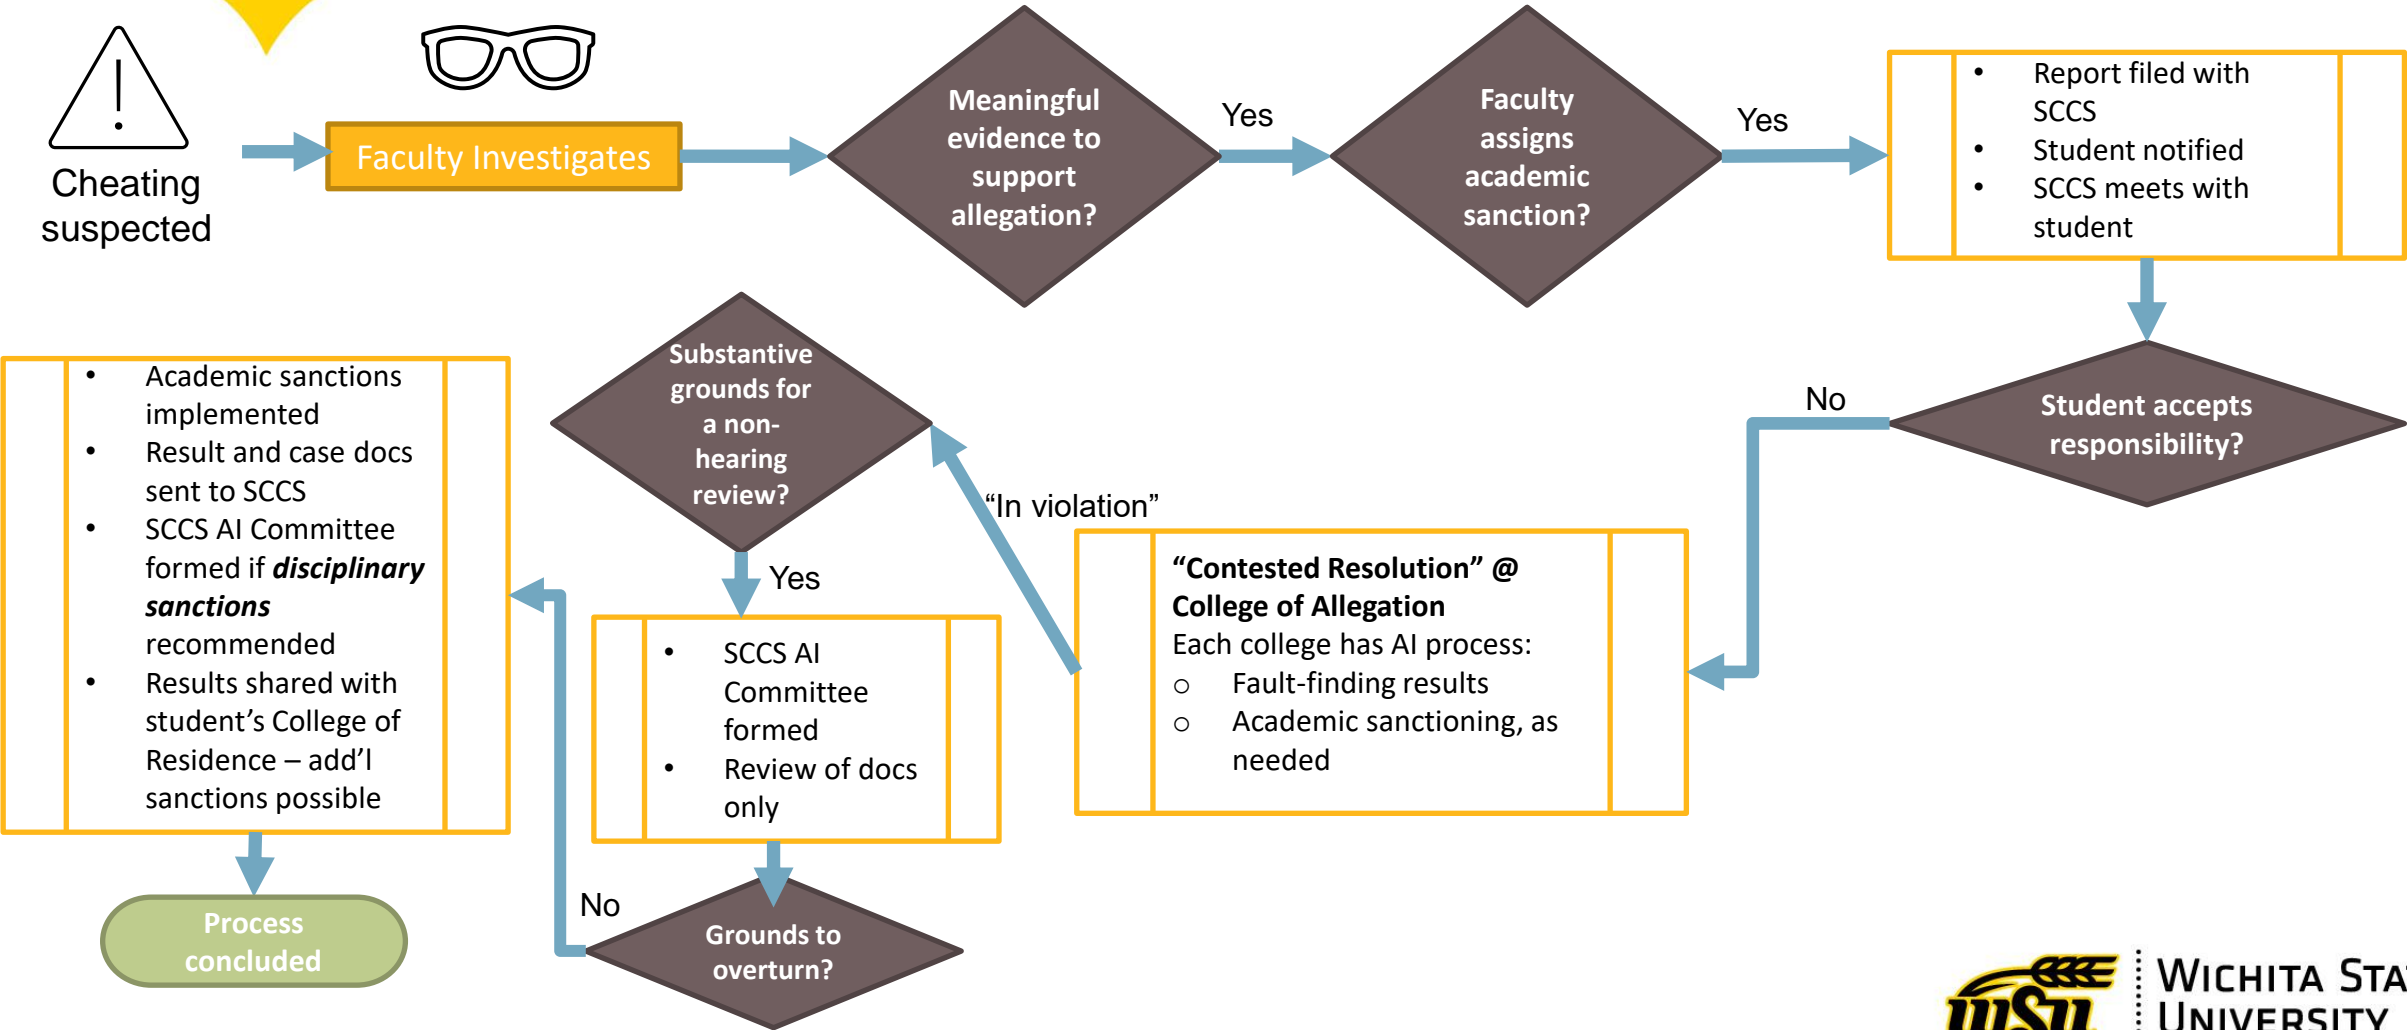 Cheating
suspected
Faculty Investigates
Meaningful
evidence to
support
allegation?
Yes
Faculty
assigns
academic
sanction?
Yes
• Report filed with
SCCS
• Student notified
• SCCS meets with
student
Student accepts
responsibility?
No
“Contested Resolution” @
College of Allegation
Each college has AI process:
o Fault-finding results
o Academic sanctioning, as
needed
“In violation”
Substantive
grounds for
a non-
hearing
review?
Yes
• SCCS AI
Committee
formed
• Review of docs
only
Grounds to
overturn?
No
• Academic sanctions
implemented
• Result and case docs
sent to SCCS
• SCCS AI Committee
formed if disciplinary
sanctions
recommended
• Results shared with
student’s College of
Residence – add’l
sanctions possible
Process
concluded
WSU
WICHITA STA
UNIVERSITY